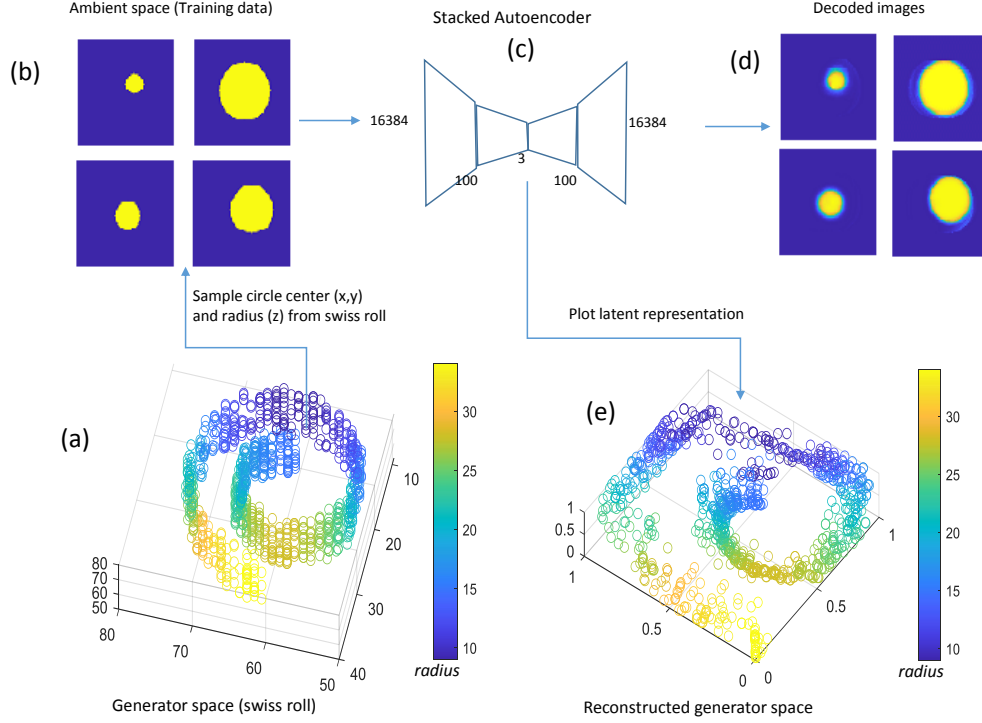 Ambient space (Training data)
Stacked Autoencoder
Decoded images
(b)
(c)
(d)
16384
16384
3
100
100
Sample circle center (x,y)
and radius (z) from swiss roll
Plot latent representation
(a)
10
20
30
80
70
60
50
80
70
60
50
40
30
25
20
15
10
radius
Generator space (swiss roll)
(e)
1
0.5
0
1
0.5
0
0
0.5
1
30
25
20
15
10
radius
Reconstructed generator space